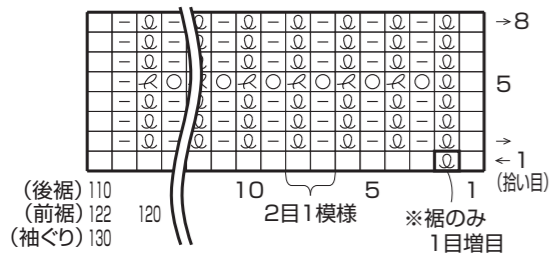 →8
5
→
←1
(拾い目)
(後裾) 110
(前裾) 122 120
(袖ぐり) 130
10 5 1
2目1模様
※裾のみ
1目増目